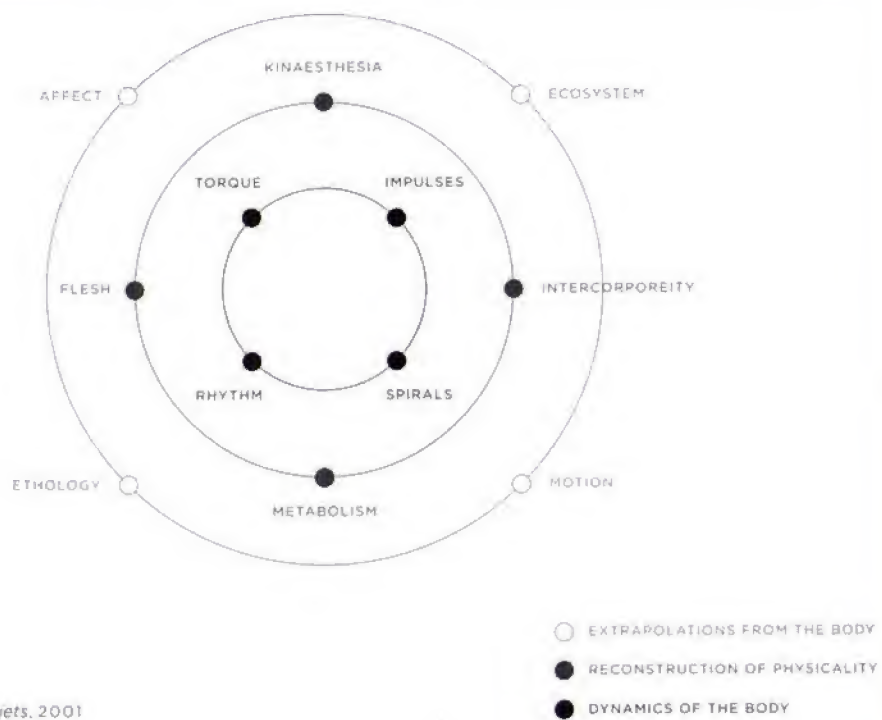 KINAESTHESIA
AFFECT
ECOSYSTEM
TORQUE
IMPULSES
FLESH
INTERCORPOREITY
RHYTHM
SPIRALS
ETHOLOGY
MOTION
METABOLISM
EXTRAPOLATIONS FROM THE BODY
RECONSTRUCTION OF PHYSICALITY
DYNAMICS OF THE BODY
2001